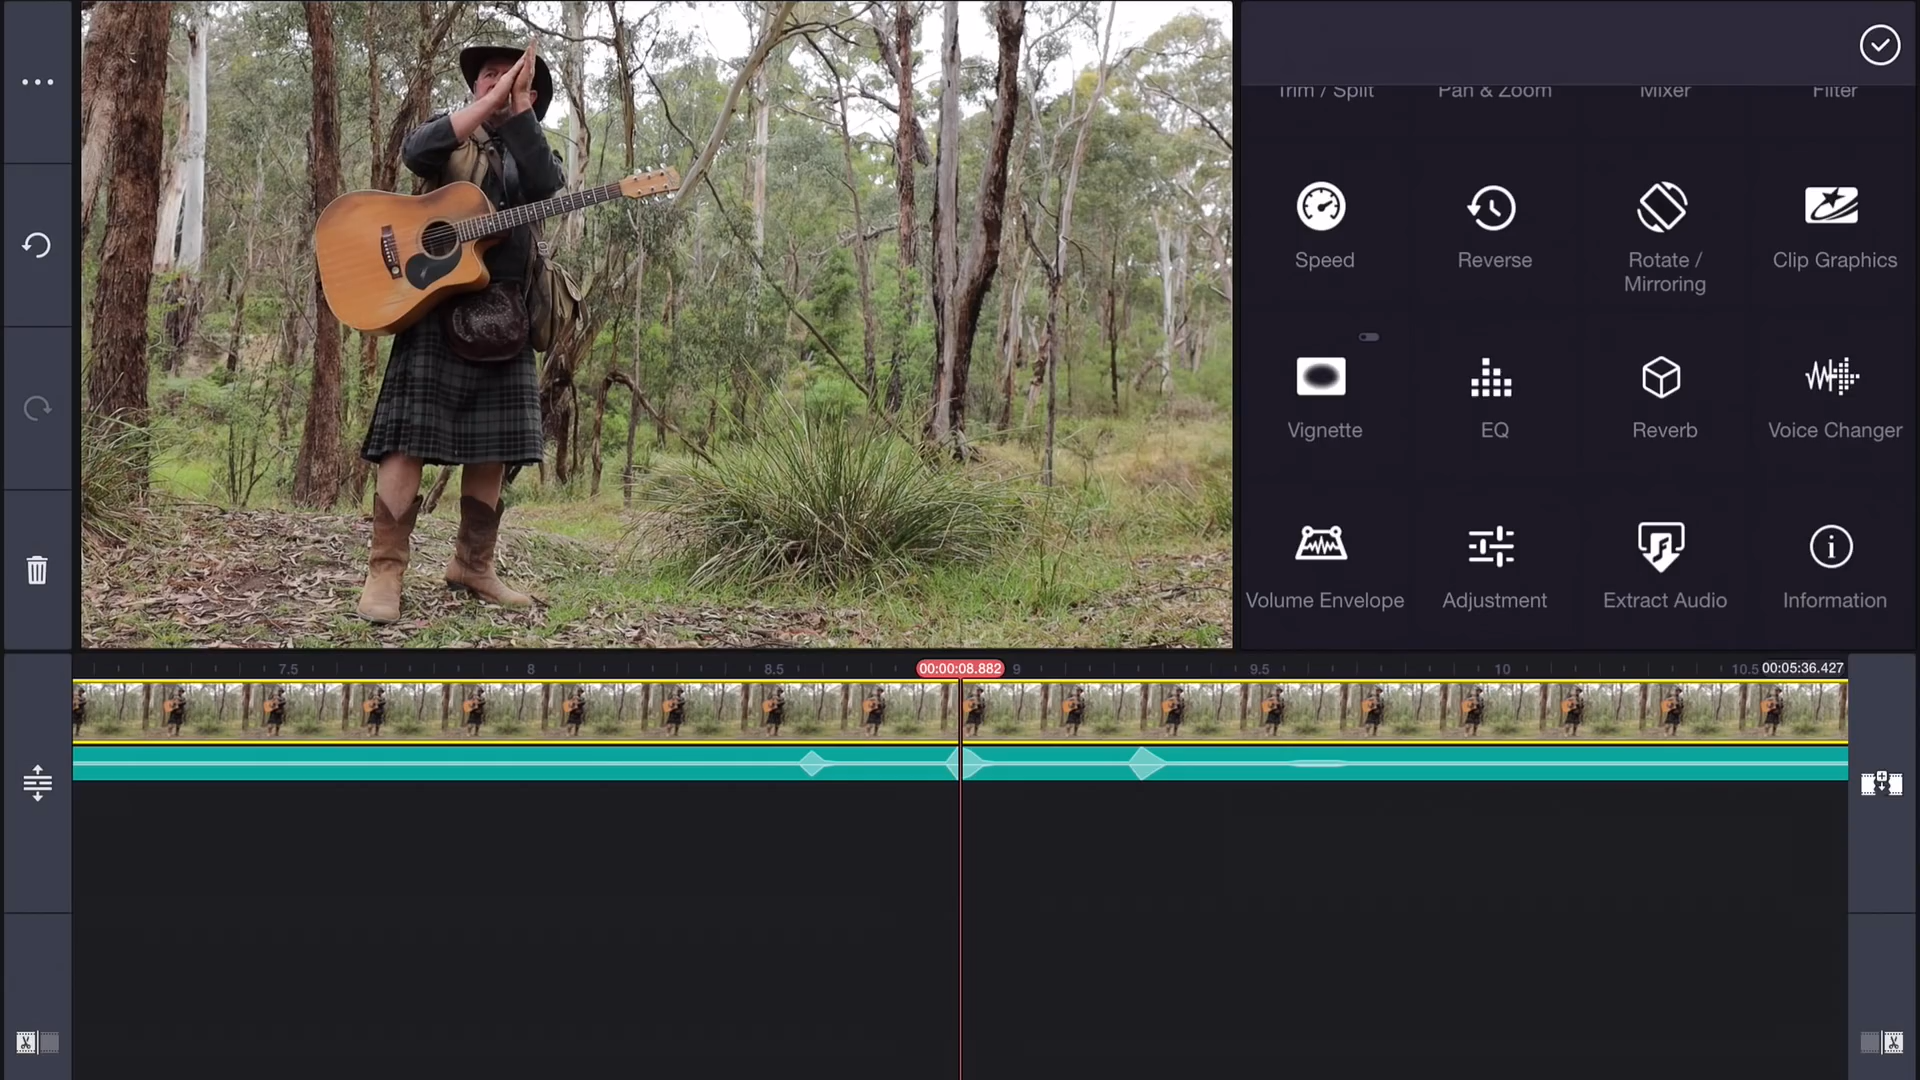 Trim / Split
Pan & Zoom
Mixer
Filter
Speed
Reverse
Rotate /
Mirroring
Clip Graphics
Vignette
EQ
Reverb
Voice Changer
Volume Envelope
Adjustment
Extract Audio
Information
7.5
8
8.5
00:00:08.882
9
9.5
10
10.5
00:05:36.427